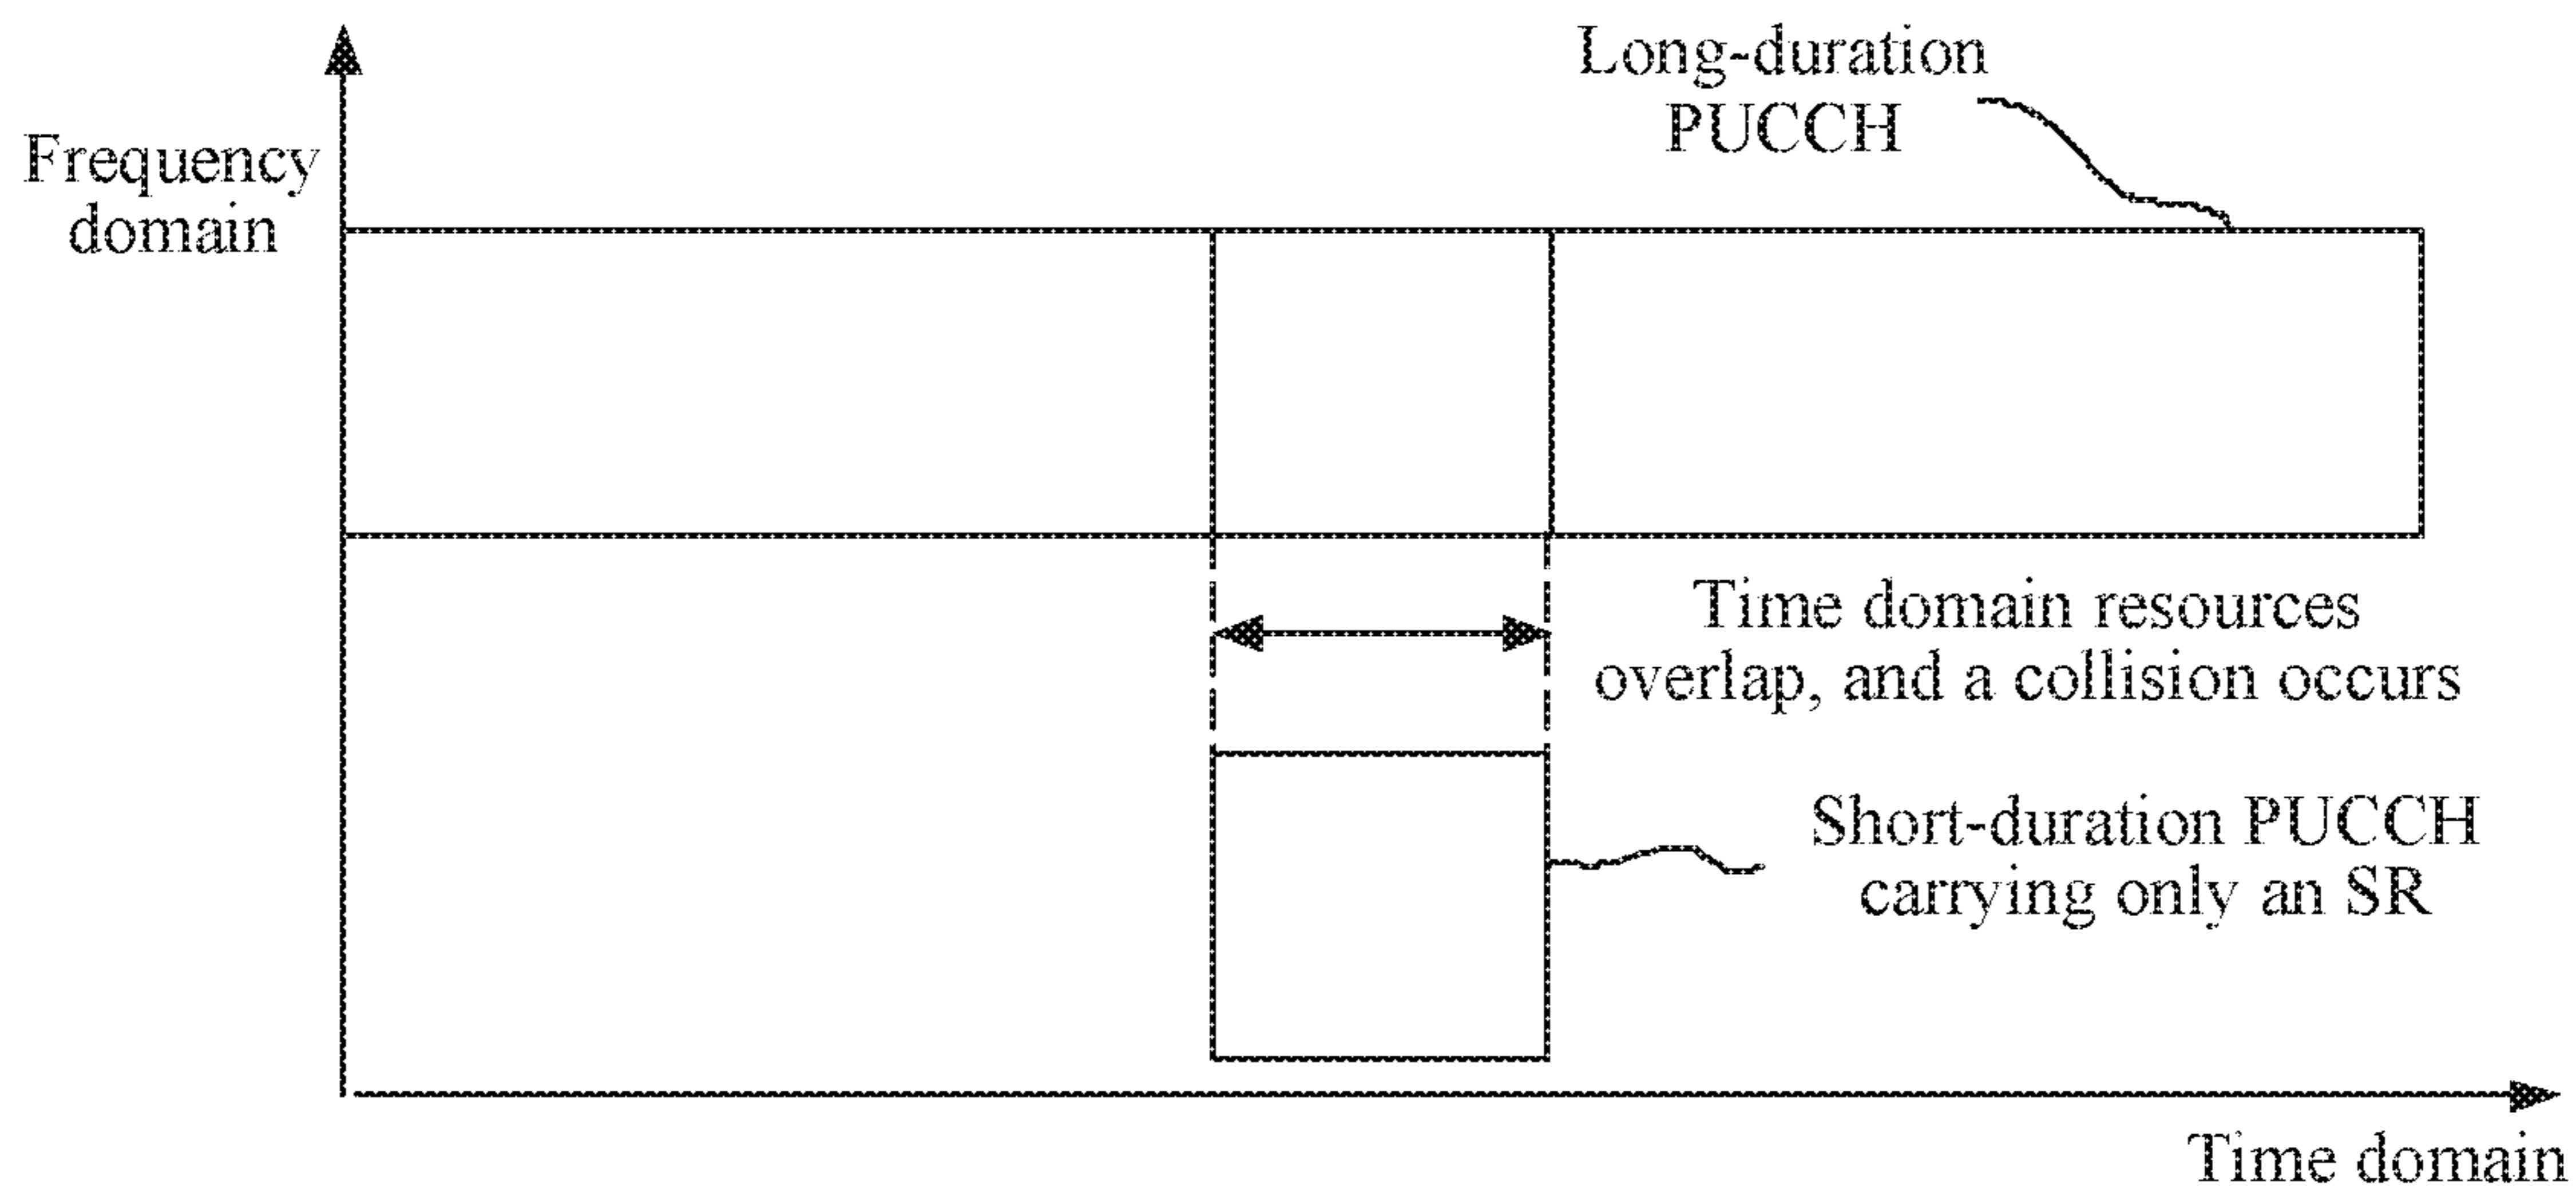 Long-duration
PUCCH
Frequency
domain
Time domain resources
overlap, and a collision occurs
Short-duration PUCCH
carrying only an SR
Time domain